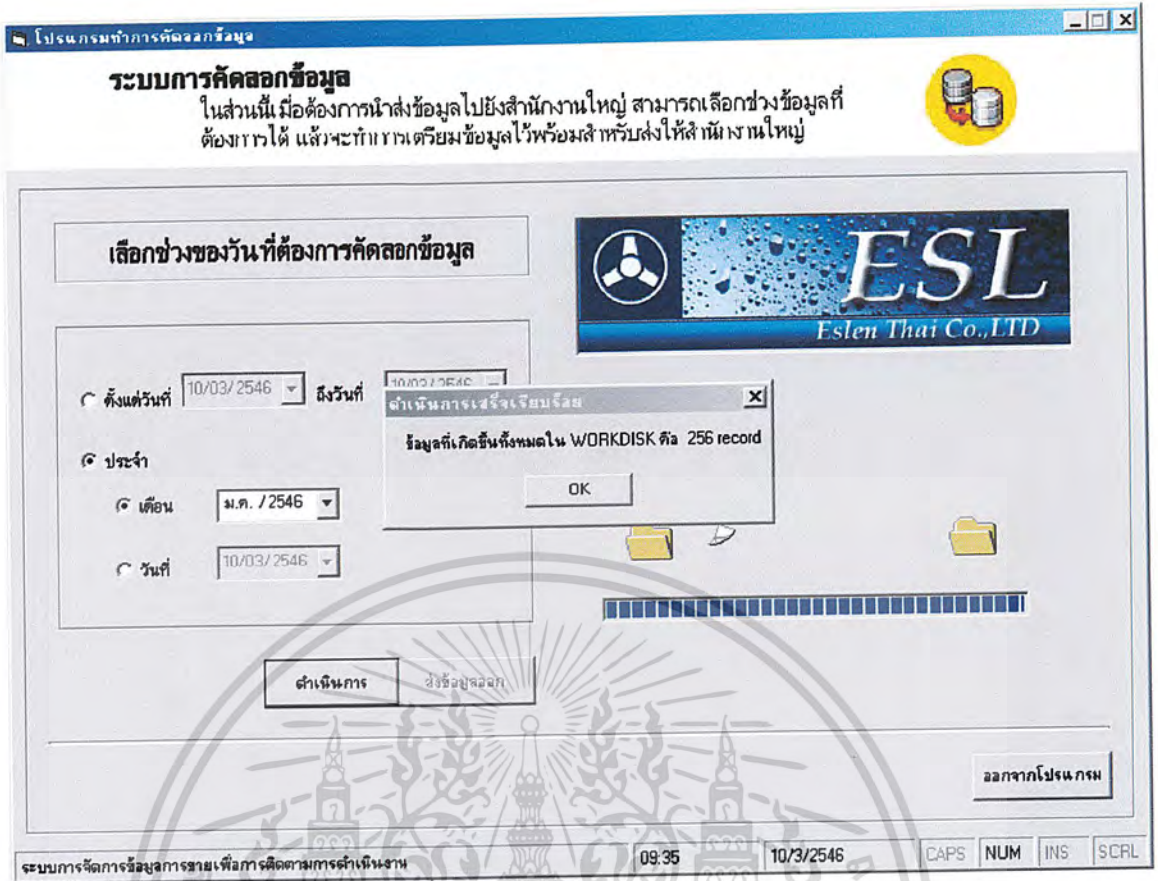 โปรแกรมทำการคัดลอกข้อมูล
ระบบการคัดลอกข้อมูล
ในส่วนนี้เมื่อต้องการนำส่งข้อมูลไปยังสำนักงานใหญ่ สามารถเลือกช่วงข้อมูลที่
ต้องการได้ แล้วจะทำการเตรียมข้อมูลไว้พร้อมสำหรับส่งให้สำนักงานใหญ่
เลือกช่วงของวันที่ต้องการคัดลอกข้อมูล
ESL
Eslen Thai Co.,LTD
ตั้งแต่วันที่ 10/03/2546 ถึงวันที่ 10/03/2546
ดำเนินการเสร็จเรียบร้อย
ข้อมูลที่เกิดขึ้นทั้งหมดใน WORKDISK คือ 256 record
OK
ประจำ
เดือน ม.ค. /2546
วันที่ 10/03/2546
ดำเนินการ ส่งข้อมูลออก
ออกจากโปรแกรม
ระบบการจัดการข้อมูลการขายเพื่อการติดตามการดำเนินงาน 09:35 10/3/2546 CAPS NUM INS SCRL